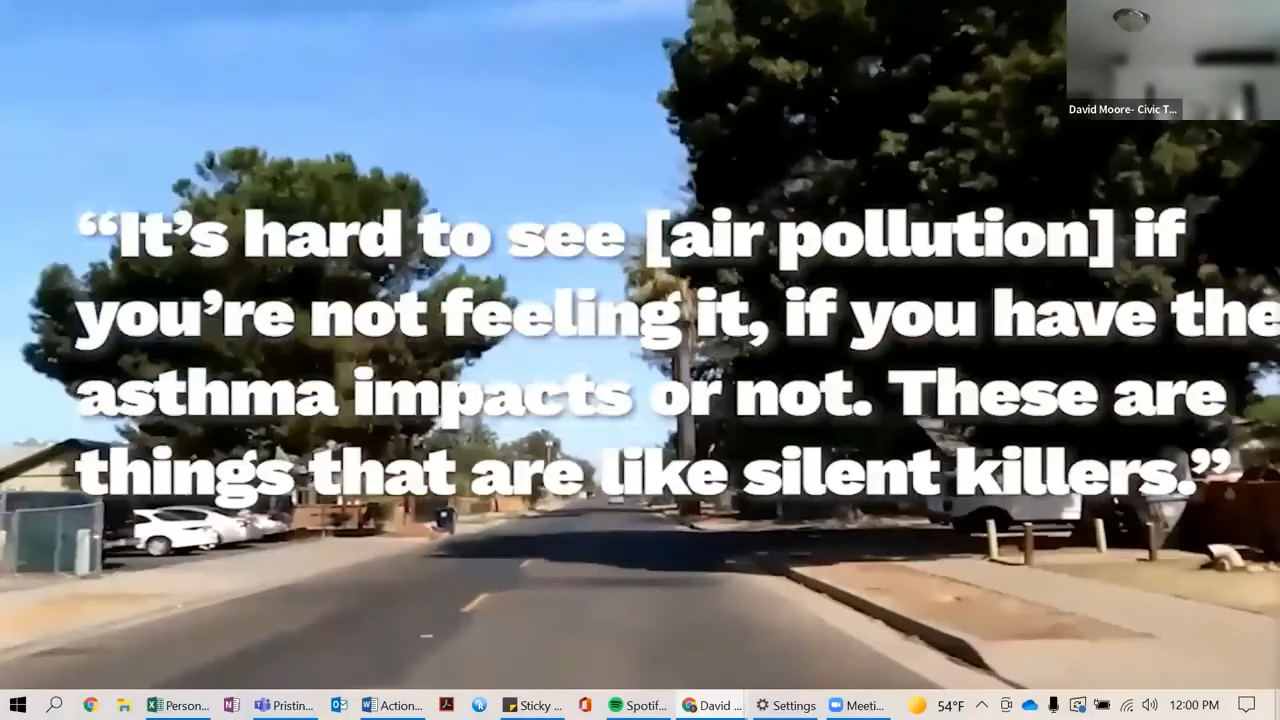 David Moore- Civic T...
“It’s hard to see [air pollution] if
you’re not feeling it, if you have the
asthma impacts or not. These are
things that are like silent killers.”
Person...
Pristin...
Action...
Sticky ...
Spotif...
David ...
Settings
Meeti...
54°F
12:00 PM